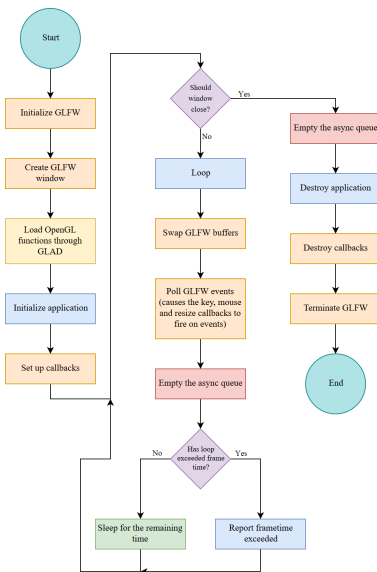 Start
Initialize GLFW
Create GLFW
window
Load OpenGL
functions through
GLAD
Initialize application
Set up callbacks
Should
window
close?
Yes
No
Loop
Swap GLFW buffers
Poll GLFW events
(causes the key, mouse
and resize callbacks to
fire on events)
Empty the async queue
Has loop
exceeded frame
time?
No
Yes
Sleep for the remaining
time
Report frametime
exceeded
Empty the async queue
Destroy application
Destroy callbacks
Terminate GLFW
End